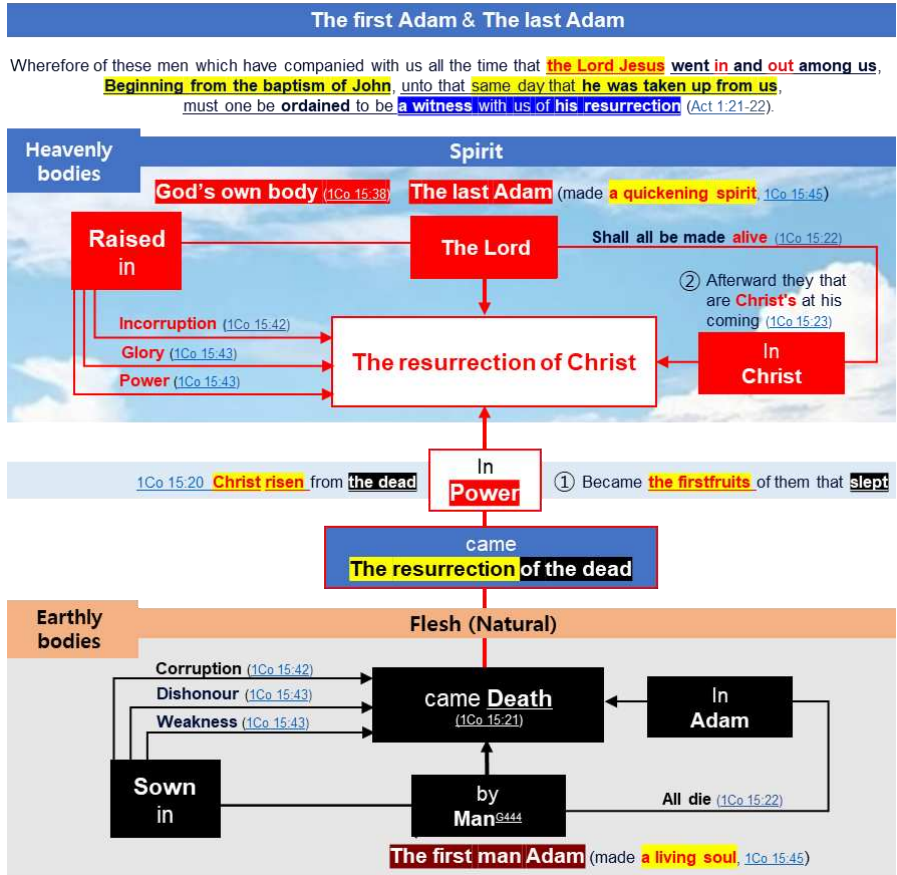 The first Adam & The last Adam
Wherefore of these men which have companied with us all the time that the Lord Jesus went in and out among us,
Beginning from the baptism of John, unto that same day that he was taken up from us,
must one be ordained to be a witness with us of his resurrection (Act 1:21-22).
Heavenly
bodies
Spirit
God's own body (1Co 15:38) The last Adam (made a quickening spirit, 1Co 15:45)
Raised
in
The Lord
Shall all be made alive (1Co 15:22)
② Afterward they that
are Christ's at his
coming (1Co 15:23)
Incorruption (1Co 15:42)
Glory (1Co 15:43)
Power (1Co 15:43)
The resurrection of Christ
In
Christ
1Co 15:20 Christ risen from the dead
In
Power
① Became the firstfruits of them that slept
came
The resurrection of the dead
Earthly
bodies
Flesh (Natural)
Corruption (1Co 15:42)
Dishonour (1Co 15:43)
Weakness (1Co 15:43)
came Death
(1Co 15:21)
In
Adam
Sown
in
by
Man G444
All die (1Co 15:22)
The first man Adam (made a living soul, 1Co 15:45)